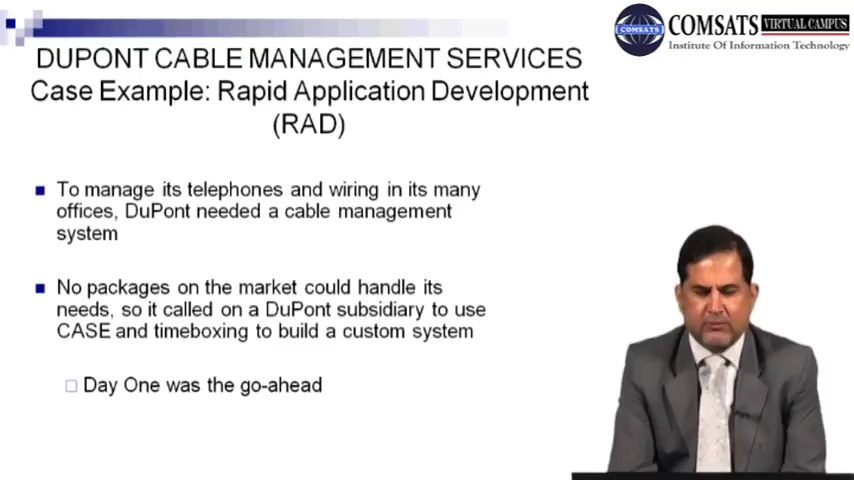 COMSATS VIRTUAL CAMPUS
COMSATS
Institute Of Information Technology
DUPONT CABLE MANAGEMENT SERVICES
Case Example: Rapid Application Development
(RAD)
To manage its telephones and wiring in its many
offices, DuPont needed a cable management
system
No packages on the market could handle its
needs, so it called on a DuPont subsidiary to use
CASE and timeboxing to build a custom system
Day One was the go-ahead